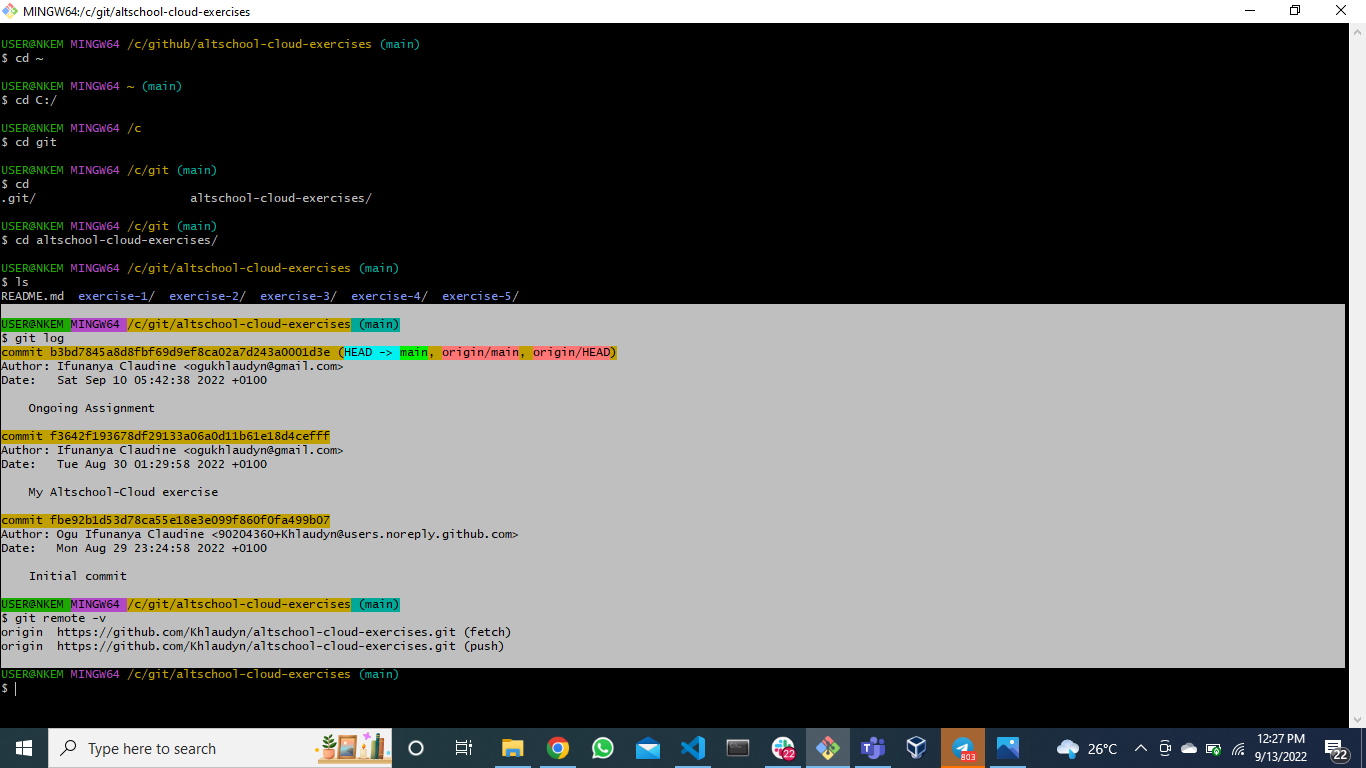 MINGW64:/c/git/altschool-cloud-exercises
USER@NKEM MINGW64 /c/github/altschool-cloud-exercises (main)
$ cd ~
USER@NKEM MINGW64 ~ (main)
$ cd C:/
USER@NKEM MINGW64 /c
$ cd git
USER@NKEM MINGW64 /c/git (main)
$ cd
.git/ altschool-cloud-exercises/
USER@NKEM MINGW64 /c/git (main)
$ cd altschool-cloud-exercises/
USER@NKEM MINGW64 /c/git/altschool-cloud-exercises (main)
$ ls
README.md exercise-1/ exercise-2/ exercise-3/ exercise-4/ exercise-5/
USER@NKEM MINGW64 /c/git/altschool-cloud-exercises (main)
$ git log
commit b3bd7845a8d8fbf69d9ef8ca02a7d243a0001d3e (HEAD -> main, origin/main, origin/HEAD)
Author: Ifunanya Claudine <ogukhlaudyn@gmail.com>
Date: Sat Sep 10 05:42:38 2022 +0100
Ongoing Assignment
commit f3642f193678df29133a06a0d11b61e18d4cefff
Author: Ifunanya Claudine <ogukhlaudyn@gmail.com>
Date: Tue Aug 30 01:29:58 2022 +0100
My Altschool-Cloud exercise
commit fbe92b1d53d78ca55e18e3e099f860f0fa499b07
Author: Ogu Ifunanya Claudine <90204360+Khlaudyn@users.noreply.github.com>
Date: Mon Aug 29 23:24:58 2022 +0100
Initial commit
USER@NKEM MINGW64 /c/git/altschool-cloud-exercises (main)
$ git remote -v
origin https://github.com/Khlaudyn/altschool-cloud-exercises.git (fetch)
origin https://github.com/Khlaudyn/altschool-cloud-exercises.git (push)
USER@NKEM MINGW64 /c/git/altschool-cloud-exercises (main)
$
Type here to search
22
803
26°C
12:27 PM
9/13/2022
22